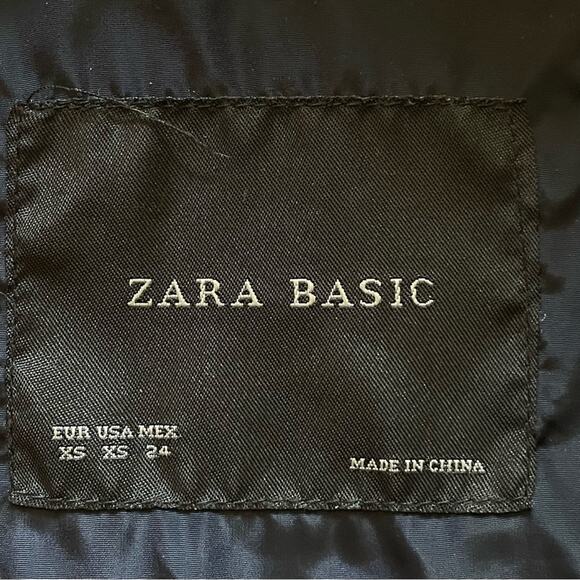 ZARA BASIC
EUR USA MEX
XS XS 24
MADE IN CHINA